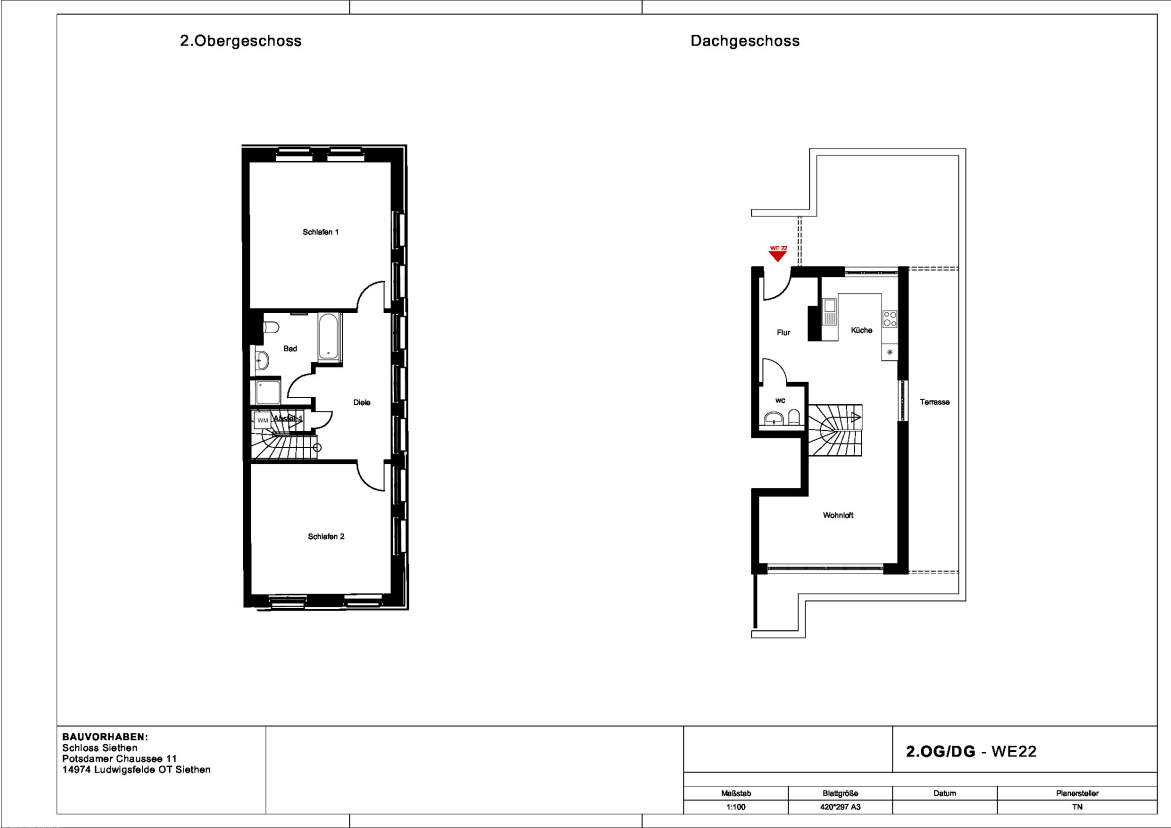 2.Obergeschoss
Dachgeschoss
Schlafen 1
Bad
Diele
WM
Schlafen 2
WE 22
Flur
Küche
wc
Terrasse
Wohnloft
BAUVORHABEN:
Schloss Siethen
Potsdamer Chaussee 11
14974 Ludwigsfelde OT Siethen
2.OG/DG - WE22
Maßstab
Blattgröße
Datum
Planersteller
1:100
420*297 A3
TN